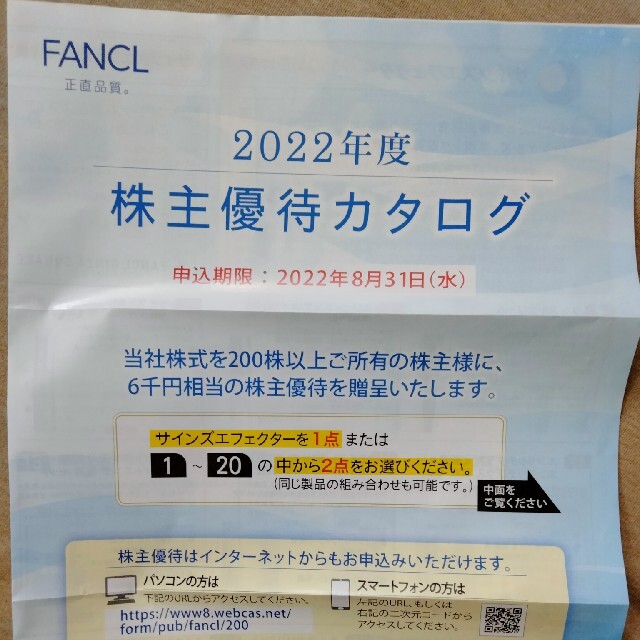 FANCL
正直品質。
2022年度
株主優待カタログ
申込期限：2022年8月31日(水)
当社株式を200株以上ご所有の株主様に、
6千円相当の株主優待を贈呈いたします。
サインズエフェクターを1点 または
1 ~ 20 の 中から2点をお選びください。
(同じ製品の組み合わせも可能です。)
中面を
ご覧ください
株主優待はインターネットからもお申込みいただけます。
パソコンの方は
下記のURLからアクセスしてください。
https://www8.webcas.net/
form/pub/fancl/200
スマートフォンの方は
左記のURL、もしくは
右記の二次元コードから
アクセスしてください。